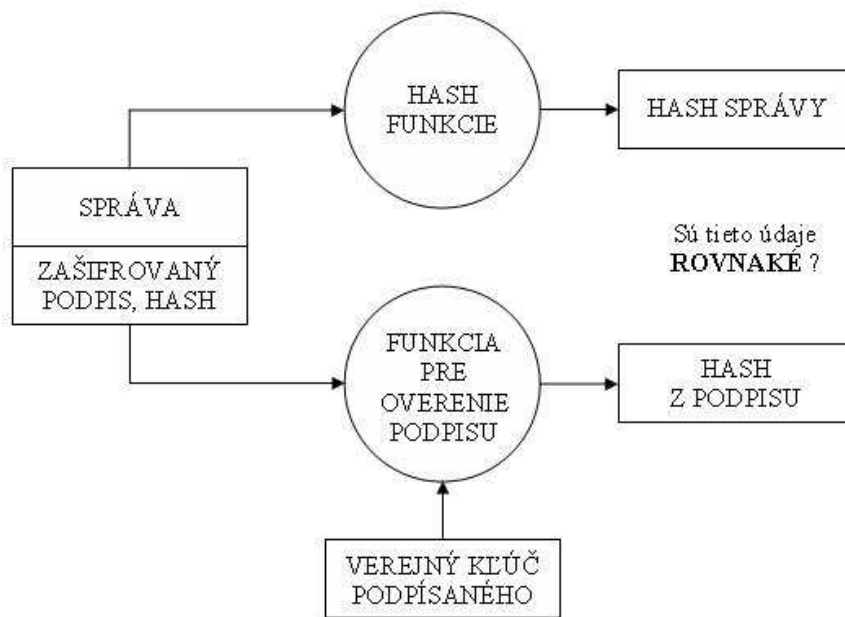 HASH
FUNKCIE
HASH SPRÁVY
SPRÁVA
ZAŠIFROVANÝ
PODPIS, HASH
Sú tieto údaje
ROVNAKÉ ?
FUNKCIA
PRE
OVERENIE
PODPISU
HASH
Z PODPISU
VEREJNÝ KĽÚČ
PODPÍSANÉHO